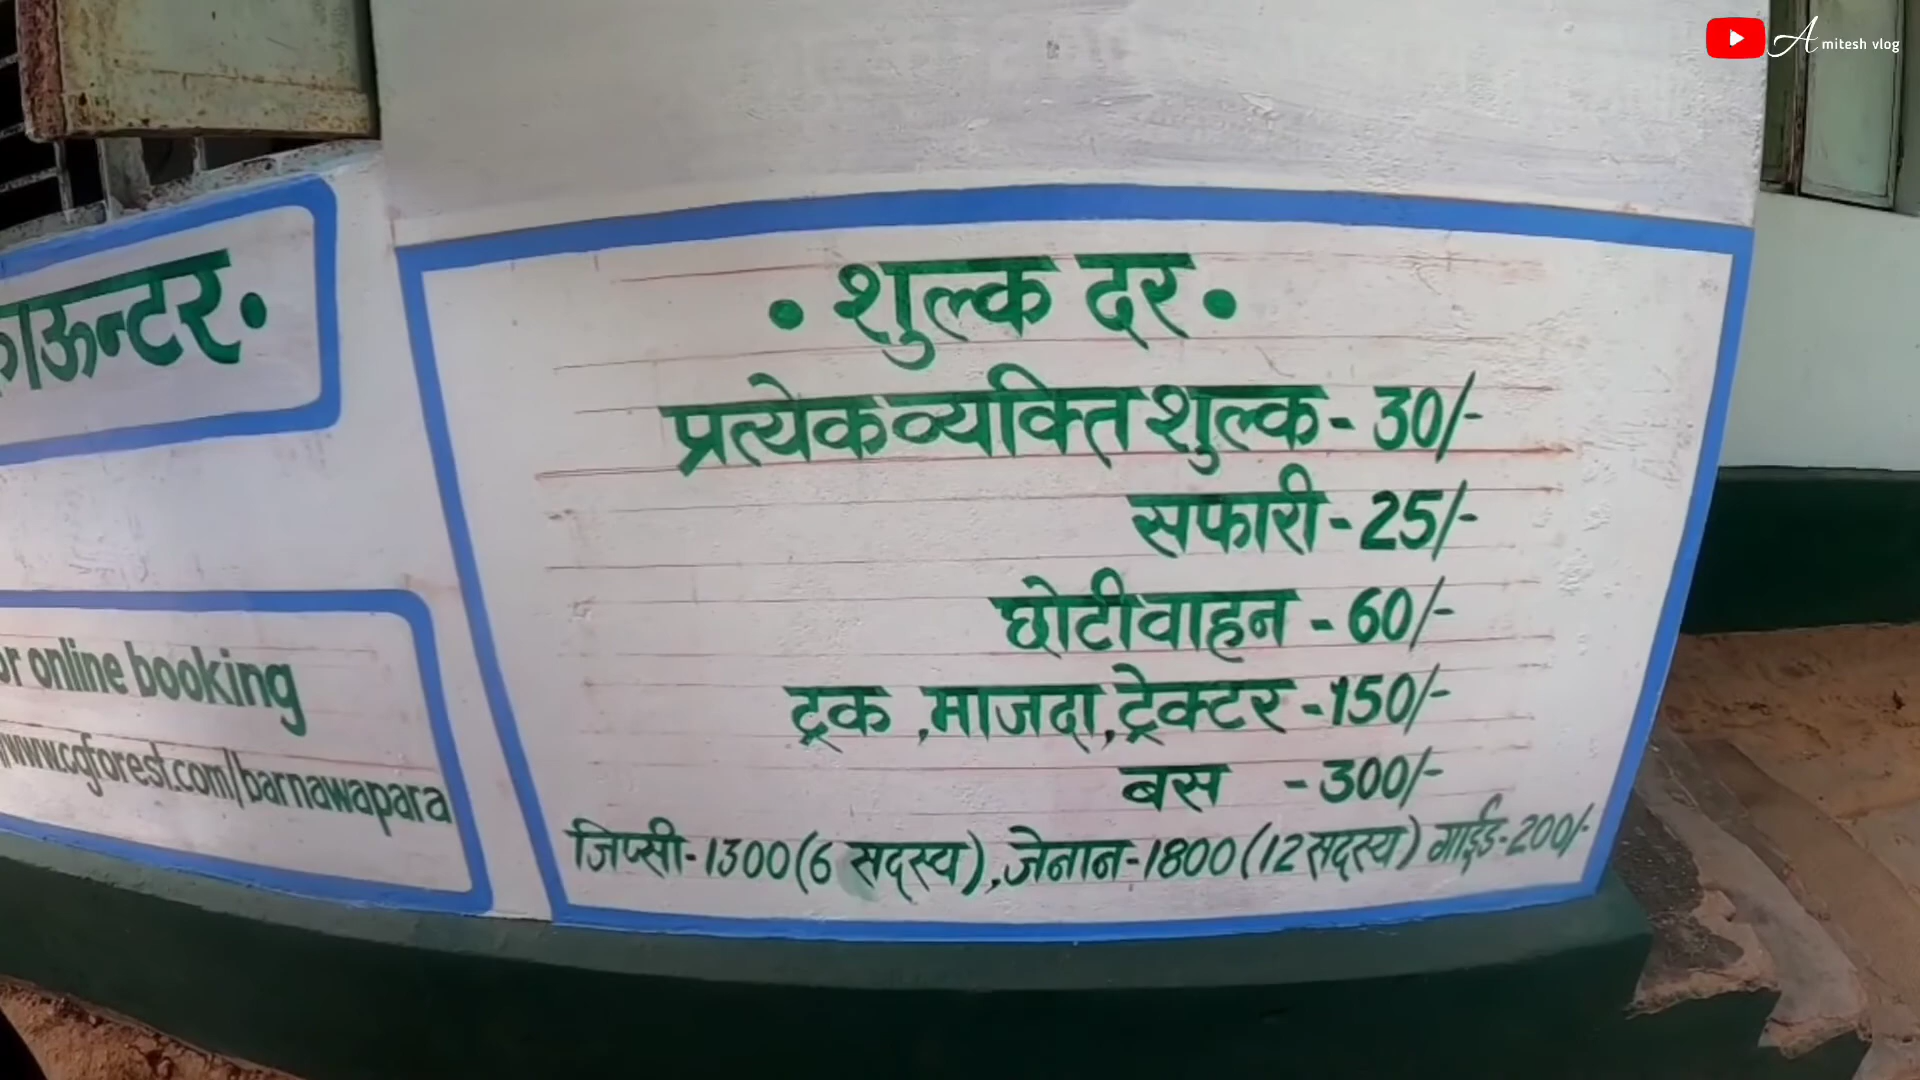 Amitesh vlog
काऊन्टर.
or online booking
/www.cgforest.com/barnawapara
• शुल्क दर •
प्रत्येक व्यक्ति शुल्क - 30/-
सफारी - 25/-
छोटी वाहन - 60/-
ट्रक , माजदा, ट्रेक्टर - 150/-
बस - 300/-
जिप्सी - 1300 (6 सदस्य), जेनान - 1800 (12 सदस्य) गाईड - 200/-